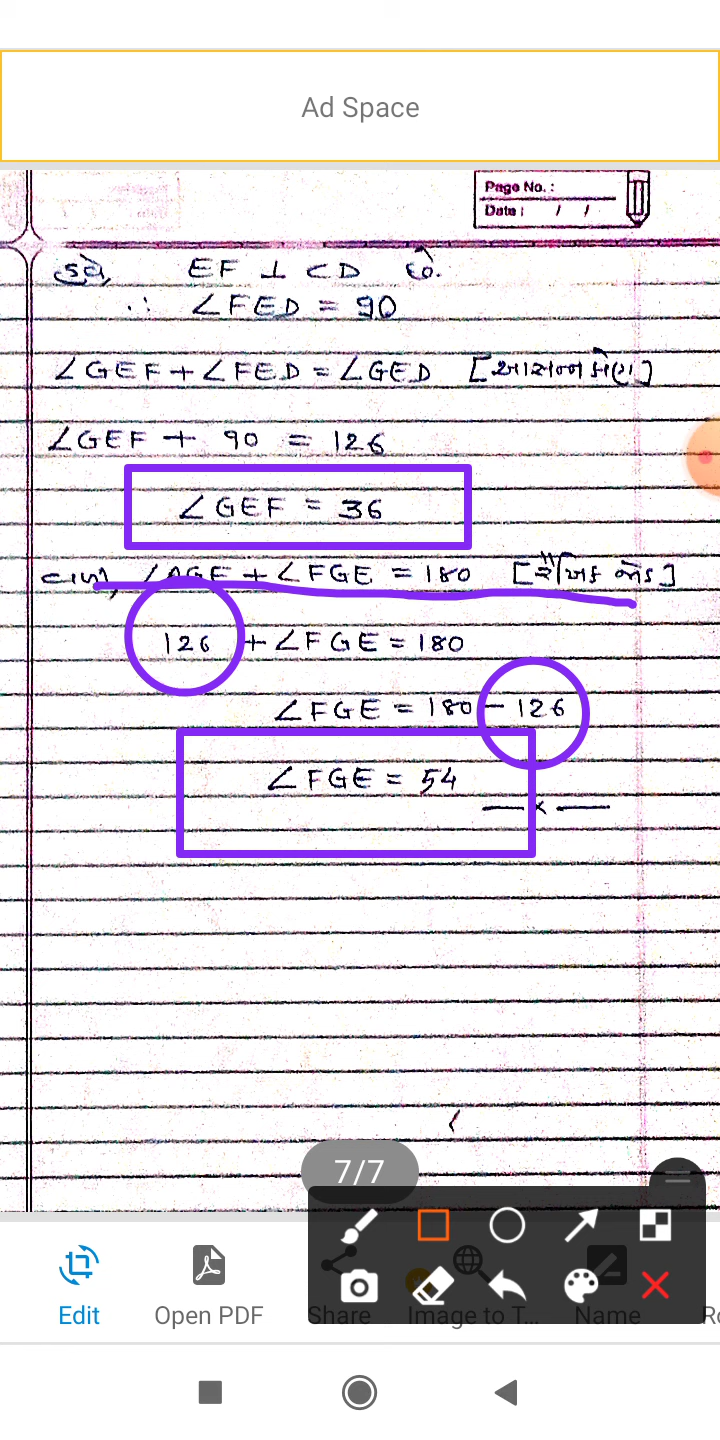 Ad Space
Page No. :
Date : / /
હવે, EF ⊥ CD છે.
∴ ∠FED = 90
∠GEF + ∠FED = ∠GED [આસન્ન કોણ]
∠GEF + 90 = 126
∠GEF = 36
∠AGE + ∠FGE = 180 [રૈખિક જોડ]
126 + ∠FGE = 180
∠FGE = 180 - 126
∠FGE = 54
— x —
7/7
Edit
Open PDF
Share
Image to T...
Name